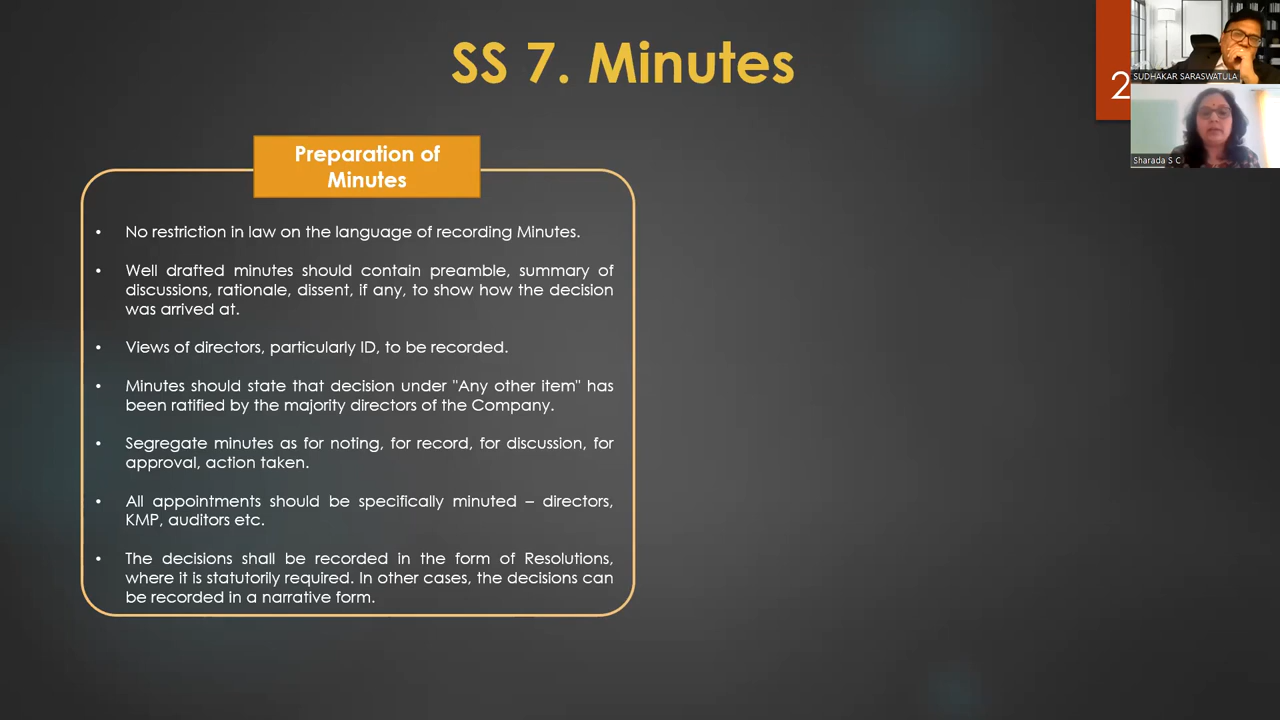 SS 7. Minutes
2
SUDHAKAR SARASWATULA
Sharada S C
Preparation of
Minutes
• No restriction in law on the language of recording Minutes.
• Well drafted minutes should contain preamble, summary of
discussions, rationale, dissent, if any, to show how the decision
was arrived at.
• Views of directors, particularly ID, to be recorded.
• Minutes should state that decision under "Any other item" has
been ratified by the majority directors of the Company.
• Segregate minutes as for noting, for record, for discussion, for
approval, action taken.
• All appointments should be specifically minuted – directors,
KMP, auditors etc.
• The decisions shall be recorded in the form of Resolutions,
where it is statutorily required. In other cases, the decisions can
be recorded in a narrative form.